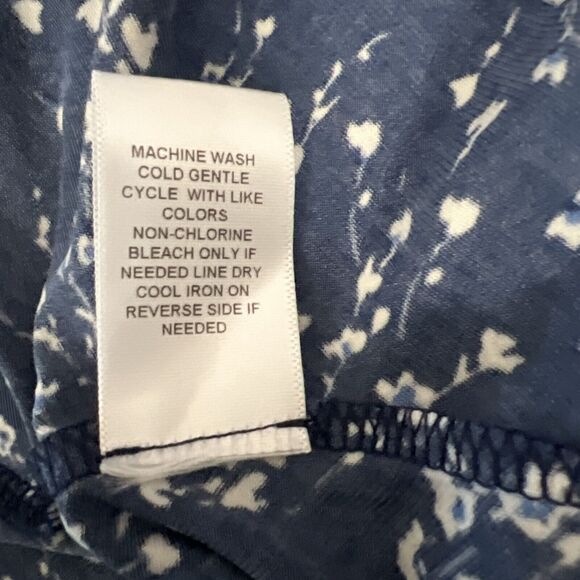 MACHINE WASH
COLD GENTLE
CYCLE WITH LIKE
COLORS
NON-CHLORINE
BLEACH ONLY IF
NEEDED LINE DRY
COOL IRON ON
REVERSE SIDE IF
NEEDED